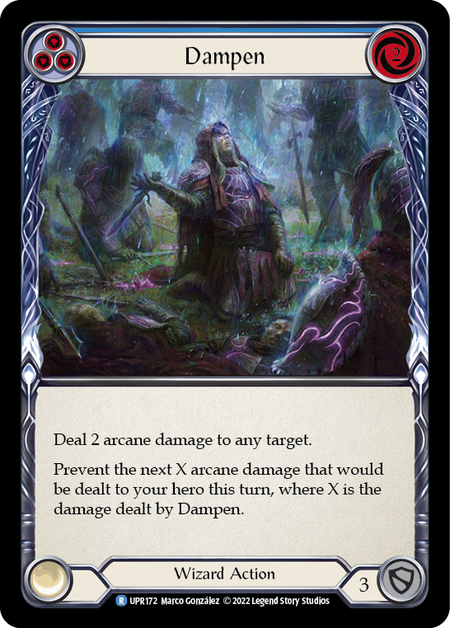 2
Dampen
Deal 2 arcane damage to any target.
Prevent the next X arcane damage that would
be dealt to your hero this turn, where X is the
damage dealt by Dampen.
Wizard Action
3
R UPR172 Marco González © 2022 Legend Story Studios